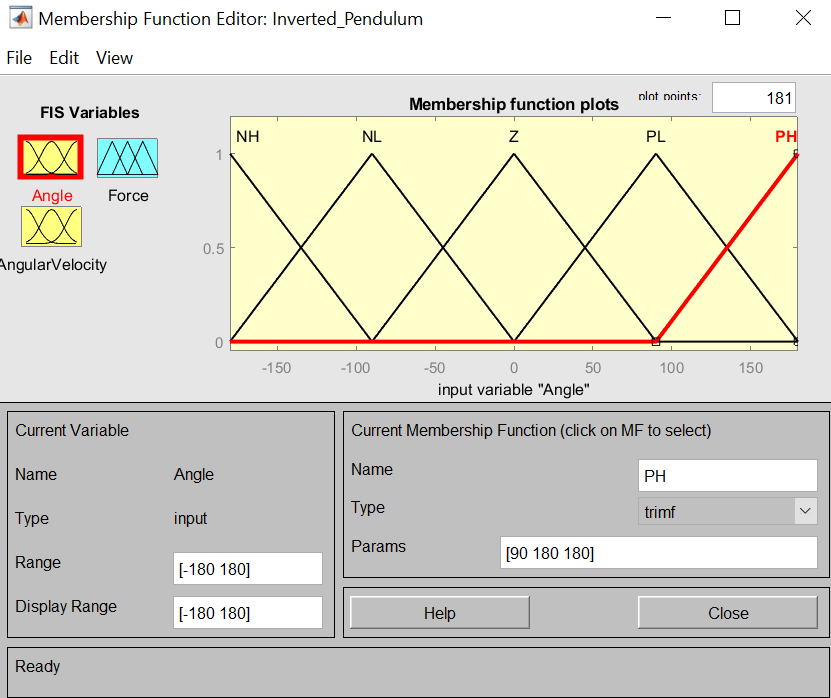 Membership Function Editor: Inverted_Pendulum
File Edit View
FIS Variables
Angle
Force
AngularVelocity
Membership function plots
plot points:
181
NH NL Z PL PH
1
0.5
0
-150 -100 -50 0 50 100 150
input variable "Angle"
Current Variable
Name Angle
Type input
Range [-180 180]
Display Range [-180 180]
Current Membership Function (click on MF to select)
Name PH
Type trimf
Params [90 180 180]
Help Close
Ready